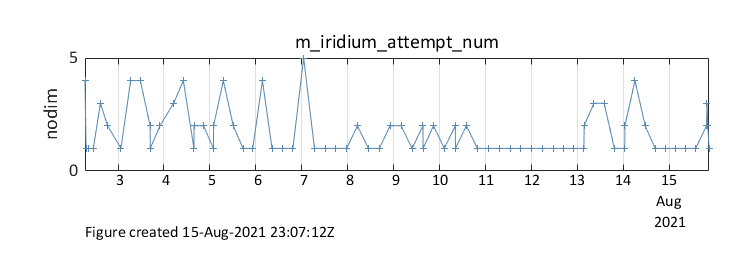 m_iridium_attempt_num
5
nodim
0
3 4 5 6 7 8 9 10 11 12 13 14 15
Aug
2021
Figure created 15-Aug-2021 23:07:12Z